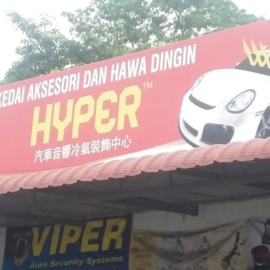 KEDAI AKSESORI DAN HAWA DINGIN
HYPER™
汽車音響冷氣裝飾中心
VIPER
Auto Security Systems